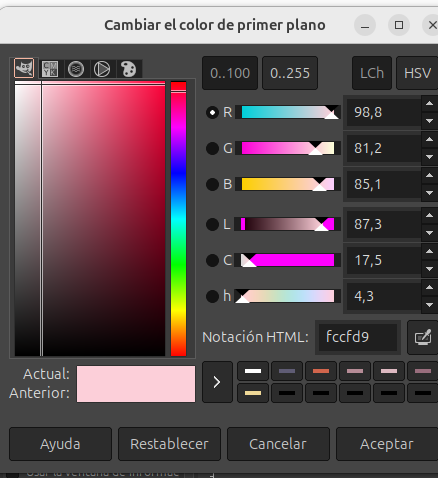 Cambiar el color de primer plano
0..100 0..255 LCh HSV
R 98,8
G 81,2
B 85,1
L 87,3
C 17,5
h 4,3
Notación HTML: fccfd9
Actual:
Anterior:
Ayuda Restablecer Cancelar Aceptar